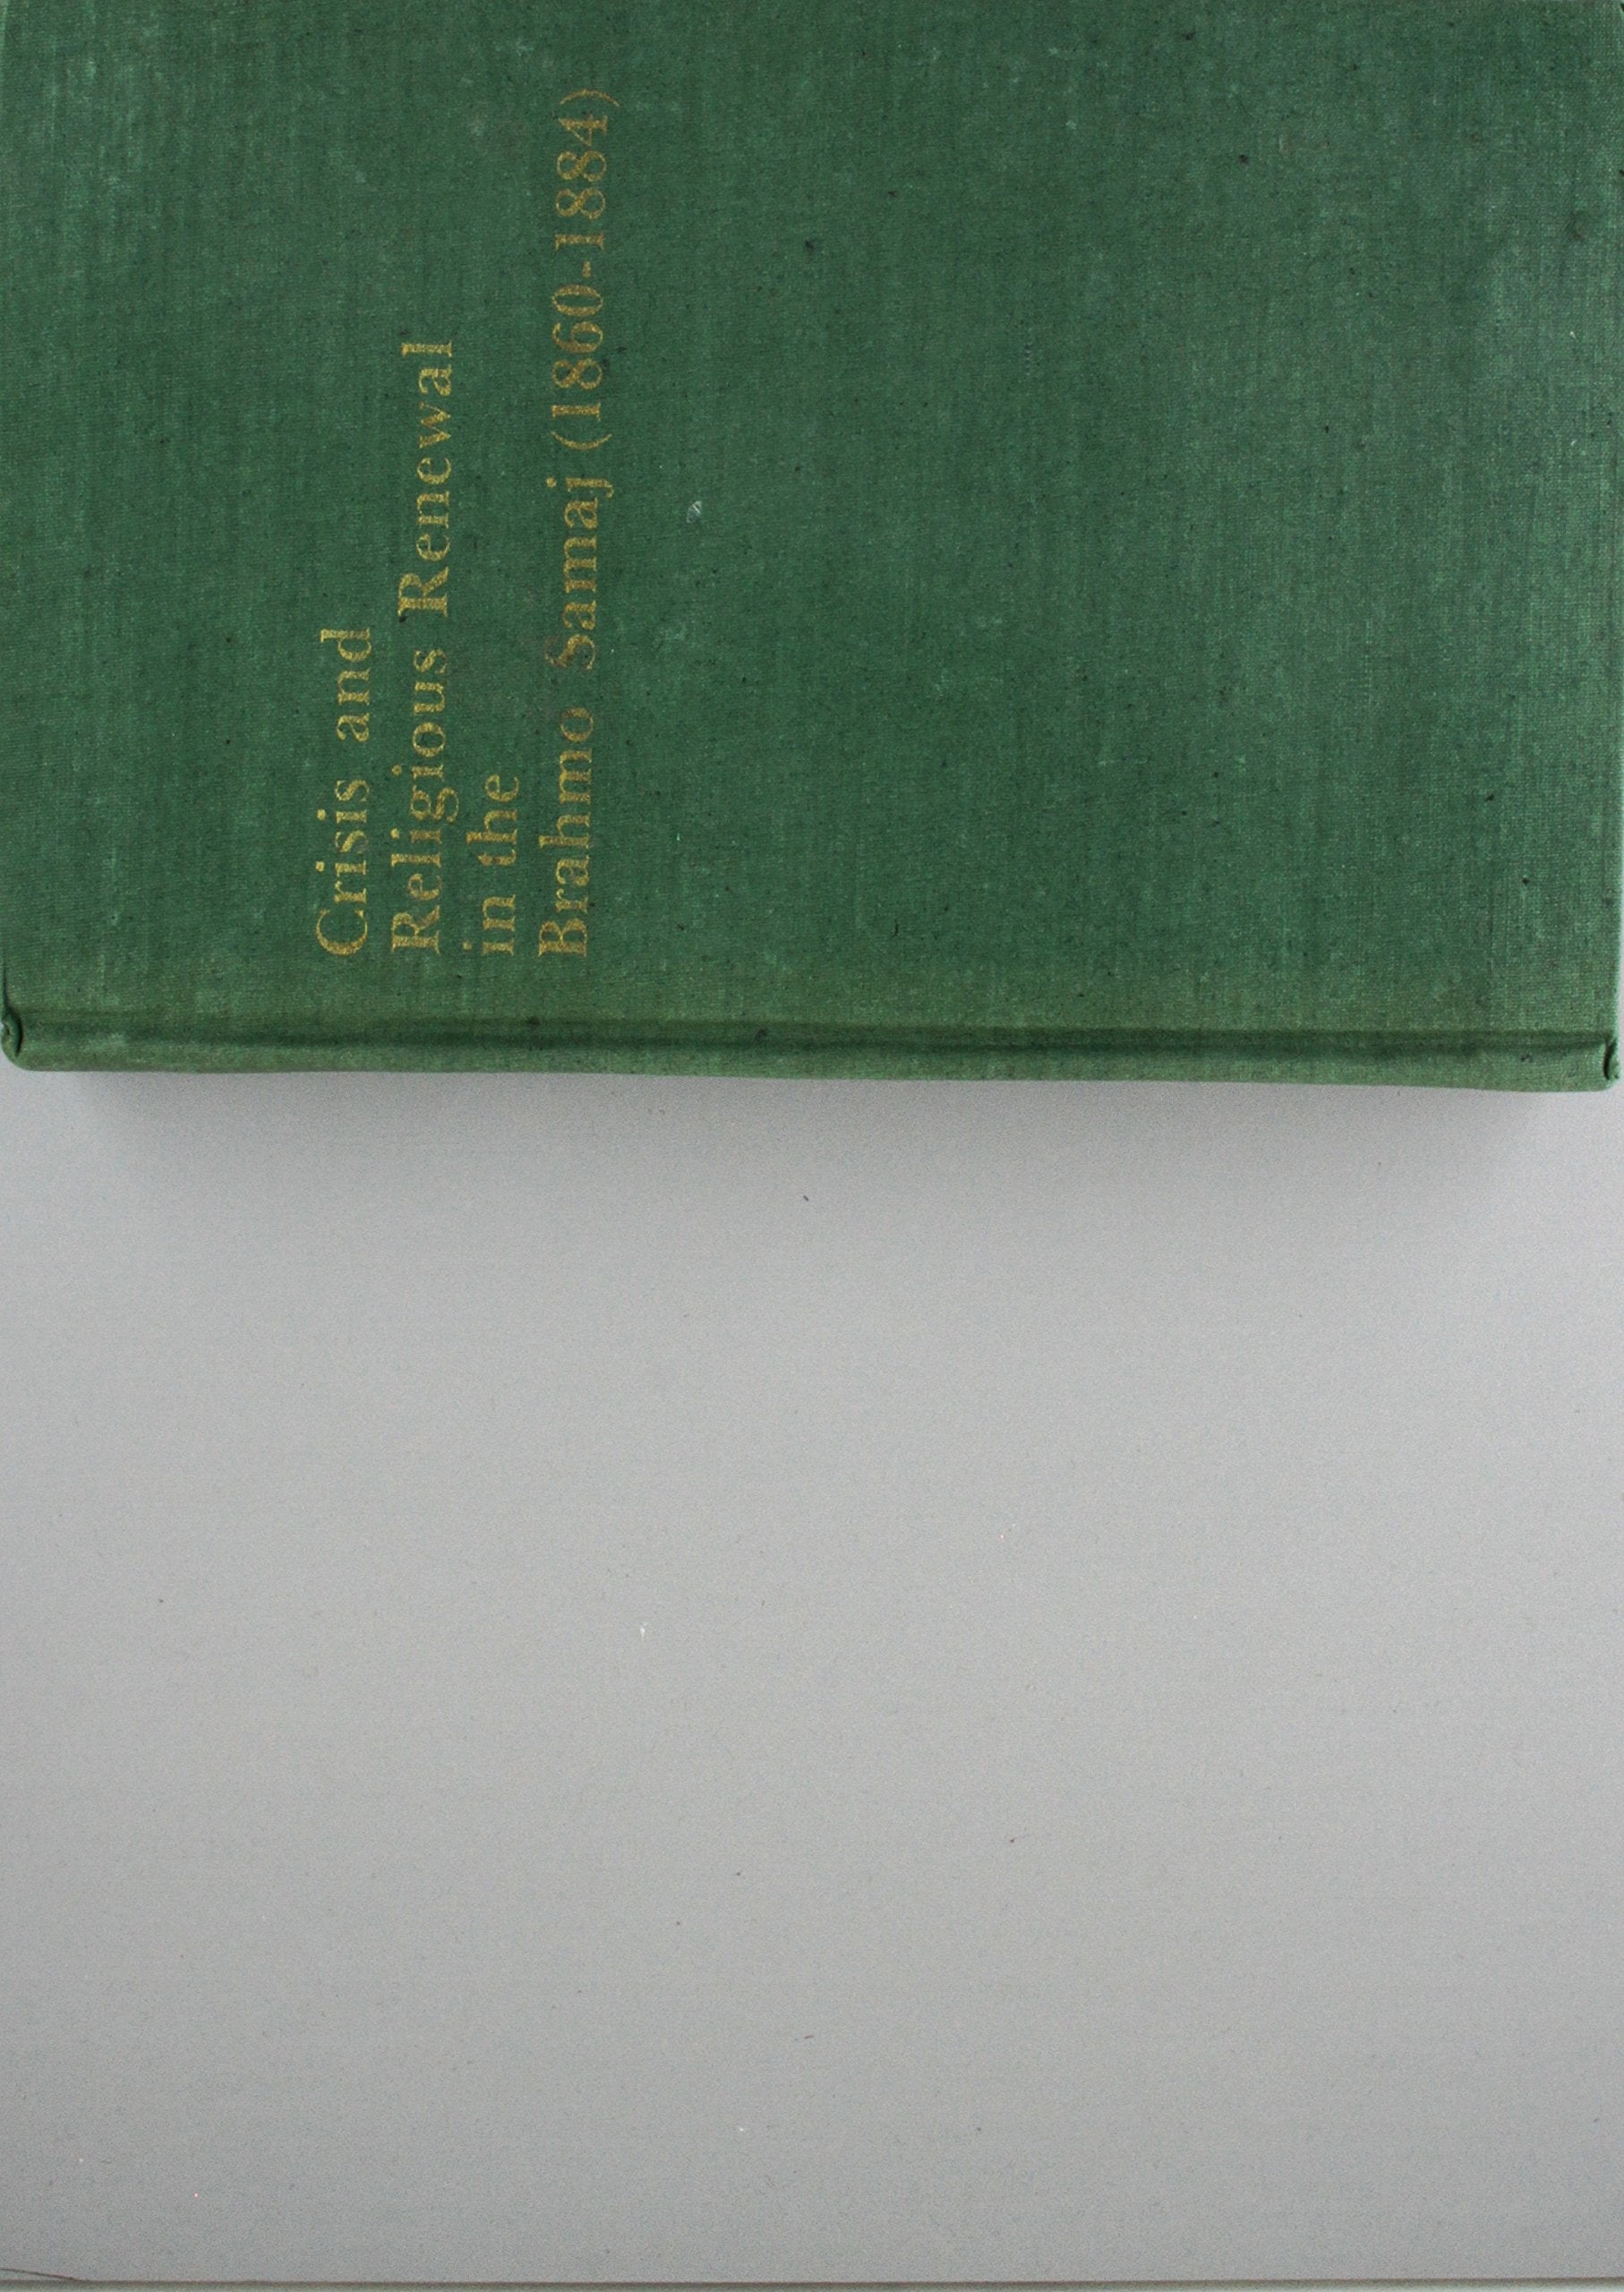 Crisis and
Religious Renewal
in the
Brahmo Samaj (1860-1884)